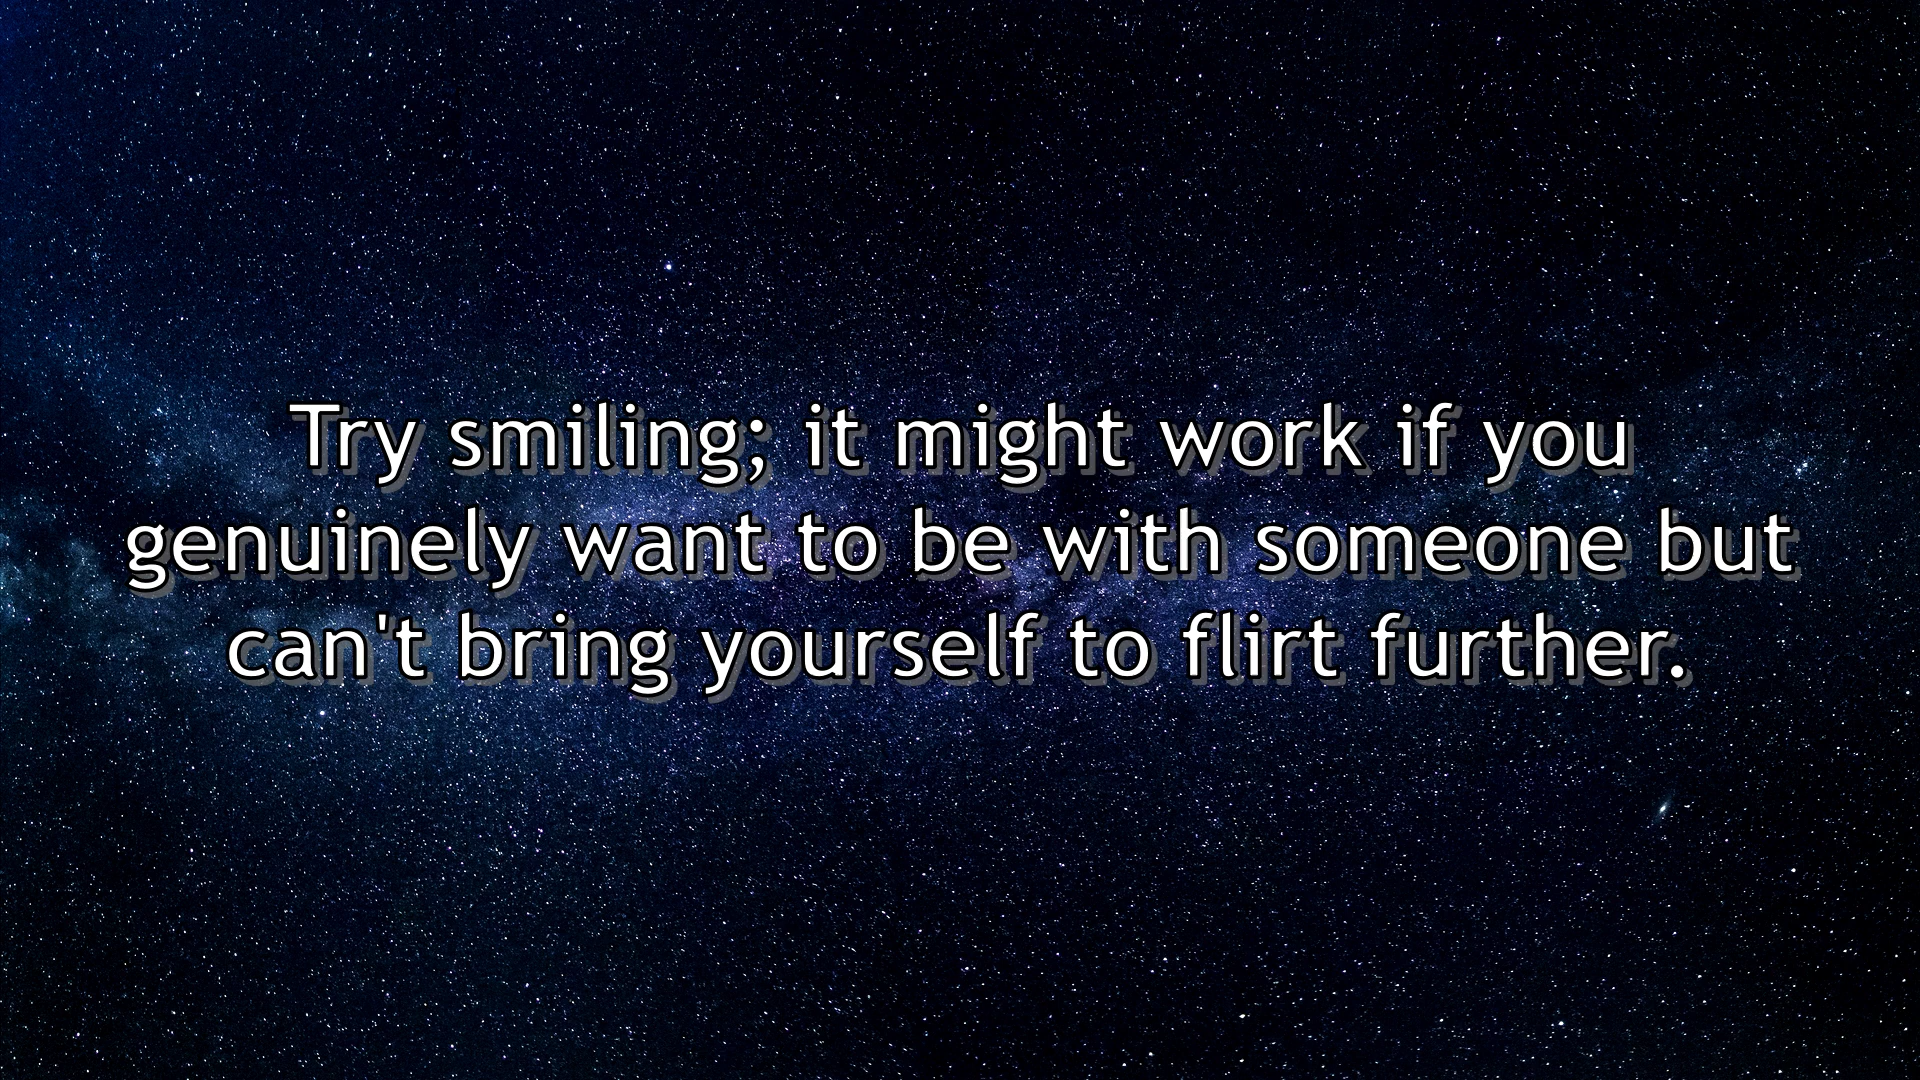 Try smiling; it might work if you
genuinely want to be with someone but
can't bring yourself to flirt further.